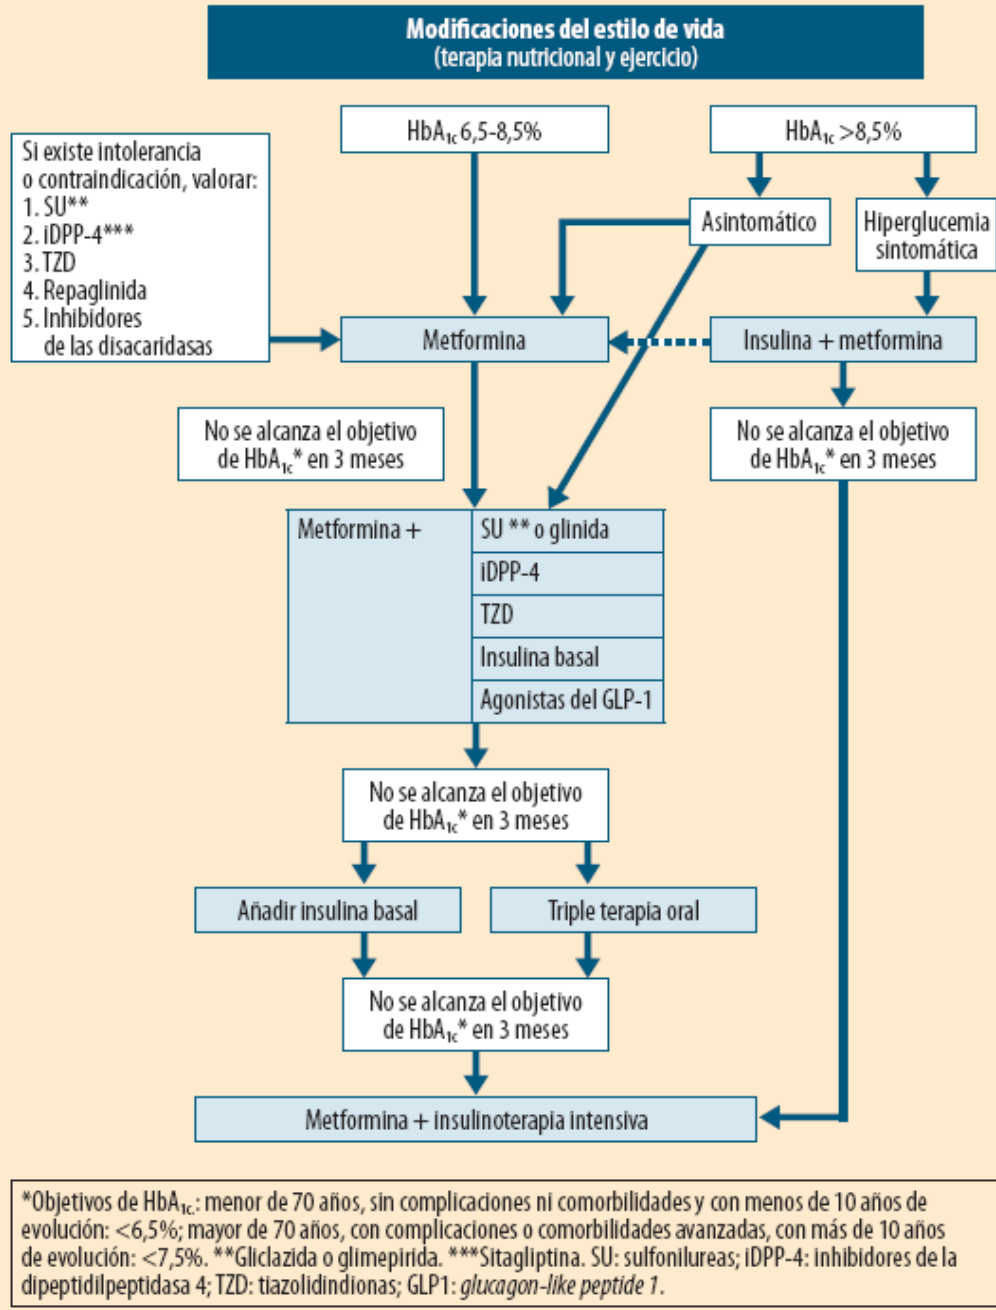 Modificaciones del estilo de vida
(terapia nutricional y ejercicio)
HbA1c 6,5-8,5%
HbA1c >8,5%
Si existe intolerancia
o contraindicación, valorar:
1. SU**
2. iDPP-4***
3. TZD
4. Repaglinida
5. Inhibidores
de las disacaridasas
Asintomático
Hiperglucemia
sintomática
Metformina
Insulina + metformina
No se alcanza el objetivo
de HbA1c* en 3 meses
No se alcanza el objetivo
de HbA1c* en 3 meses
Metformina +
SU ** o glinida
iDPP-4
TZD
Insulina basal
Agonistas del GLP-1
No se alcanza el objetivo
de HbA1c* en 3 meses
Añadir insulina basal
Triple terapia oral
No se alcanza el objetivo
de HbA1c* en 3 meses
Metformina + insulinoterapia intensiva
*Objetivos de HbA1c: menor de 70 años, sin complicaciones ni comorbilidades y con menos de 10 años de
evolución: <6,5%; mayor de 70 años, con complicaciones o comorbilidades avanzadas, con más de 10 años
de evolución: <7,5%. **Gliclazida o glimepirida. ***Sitagliptina. SU: sulfonilureas; iDPP-4: inhibidores de la
dipeptidilpeptidasa 4; TZD: tiazolidindionas; GLP1: glucagon-like peptide 1.